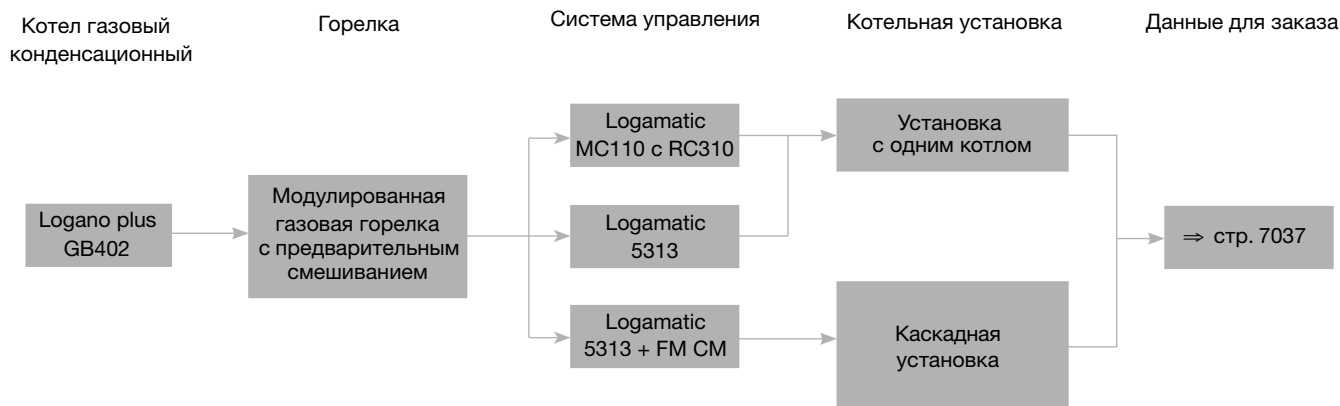 Котел газовый
конденсационный
Горелка
Система управления
Котельная установка
Данные для заказа
Logano plus
GB402
Модулированная
газовая горелка
с предварительным
смешиванием
Logamatic
MC110 с RC310
Logamatic
5313
Logamatic
5313 + FM CM
Установка
с одним котлом
Каскадная
установка
⇒ стр. 7037